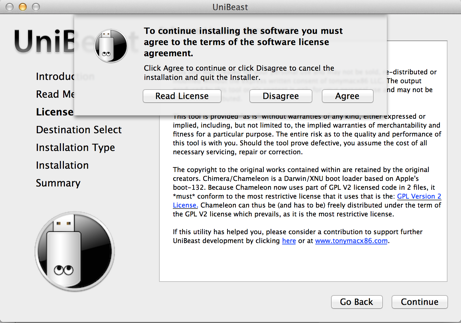 UniBeast
UniB
To continue installing the software you must
agree to the terms of the software license
agreement.
Click Agree to continue or click Disagree to cancel the
installation and quit the Installer.
Read License
Disagree
Agree
Introduc
Read Me
License
Destination Select
Installation Type
Installation
Summary
e-distributed or
The output
and may not be
This tool is provided "as is" without warranties of any kind, either expressed or
implied, including, but not limited to, the implied warranties of merchantability and
fitness for a particular purpose. The entire risk as to the quality and performance of
this tool is with you. Should the tool prove defective, you assume the cost of all
necessary servicing, repair or correction.
The copyright to the original works contained within are retained by the original
creators. Chimera/Chameleon is a Darwin/XNU boot loader based on Apple's
boot-132. Because Chameleon now uses part of GPL V2 licensed code in 2 files, it
*must* conform to the most restrictive license that it uses that is the: GPL Version 2
License, Chameleon can thus be (and has to be) freely distributed under the term of
the GPL V2 license which prevails, as it is the most restrictive license.
If this utility has helped you, please consider a contribution to support further
UniBeast development by clicking here or at www.tonymacx86.com.
Go Back
Continue